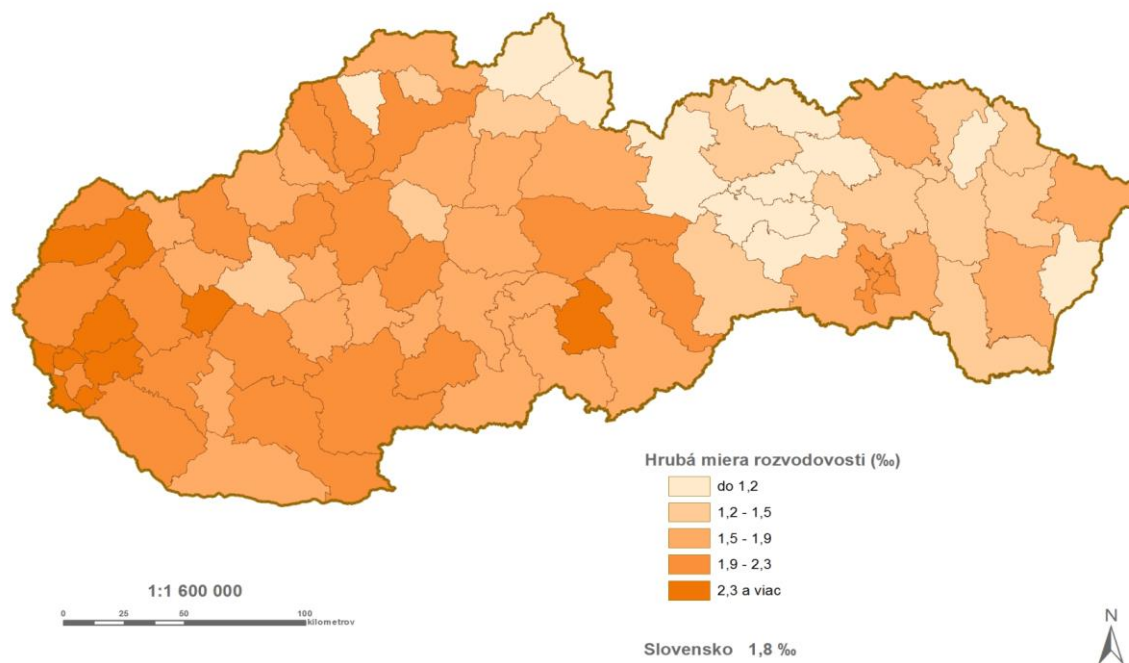 Hrubá miera rozvodovosti (‰)
do 1,2
1,2 - 1,5
1,5 - 1,9
1,9 - 2,3
2,3 a viac
1:1 600 000
0 25 50 100
kilometrov
Slovensko 1,8 ‰
N